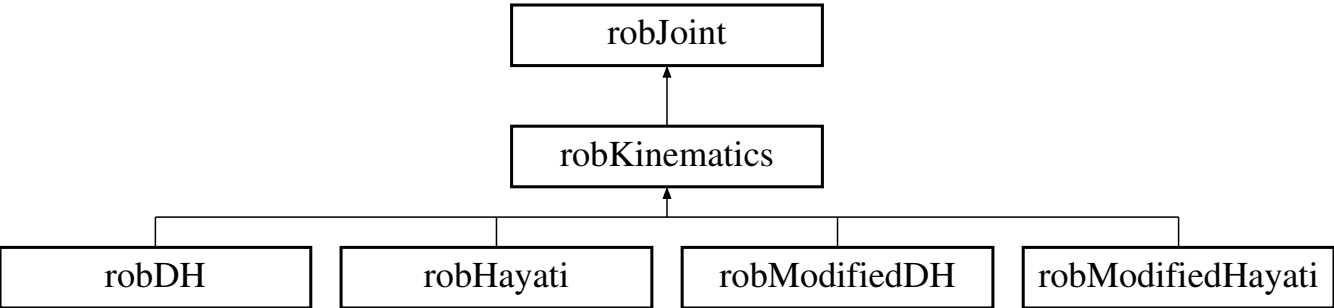 robJoint
robKinematics
robDH
robHayati
robModifiedDH
robModifiedHayati